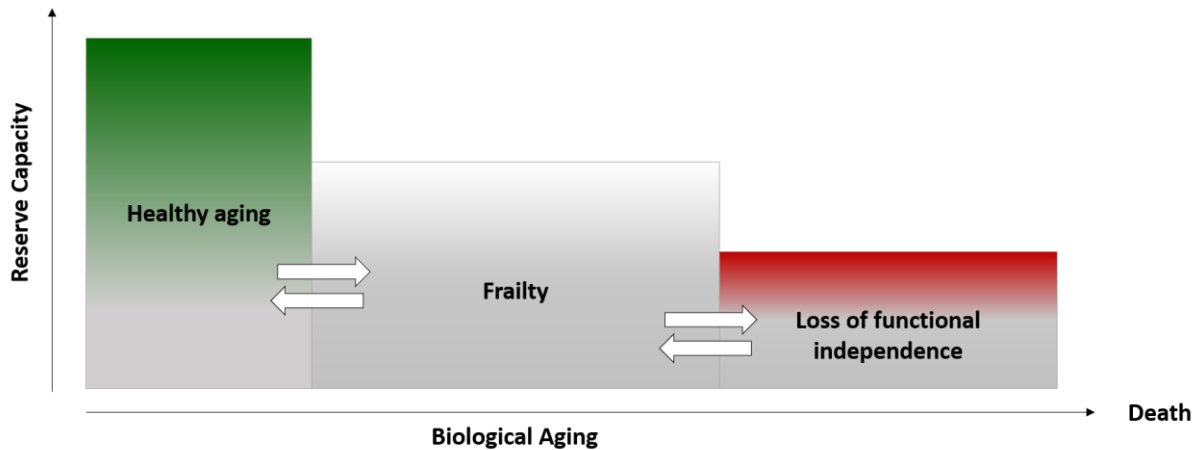 Reserve Capacity
Healthy aging
Frailty
Loss of functional
independence
Death
Biological Aging